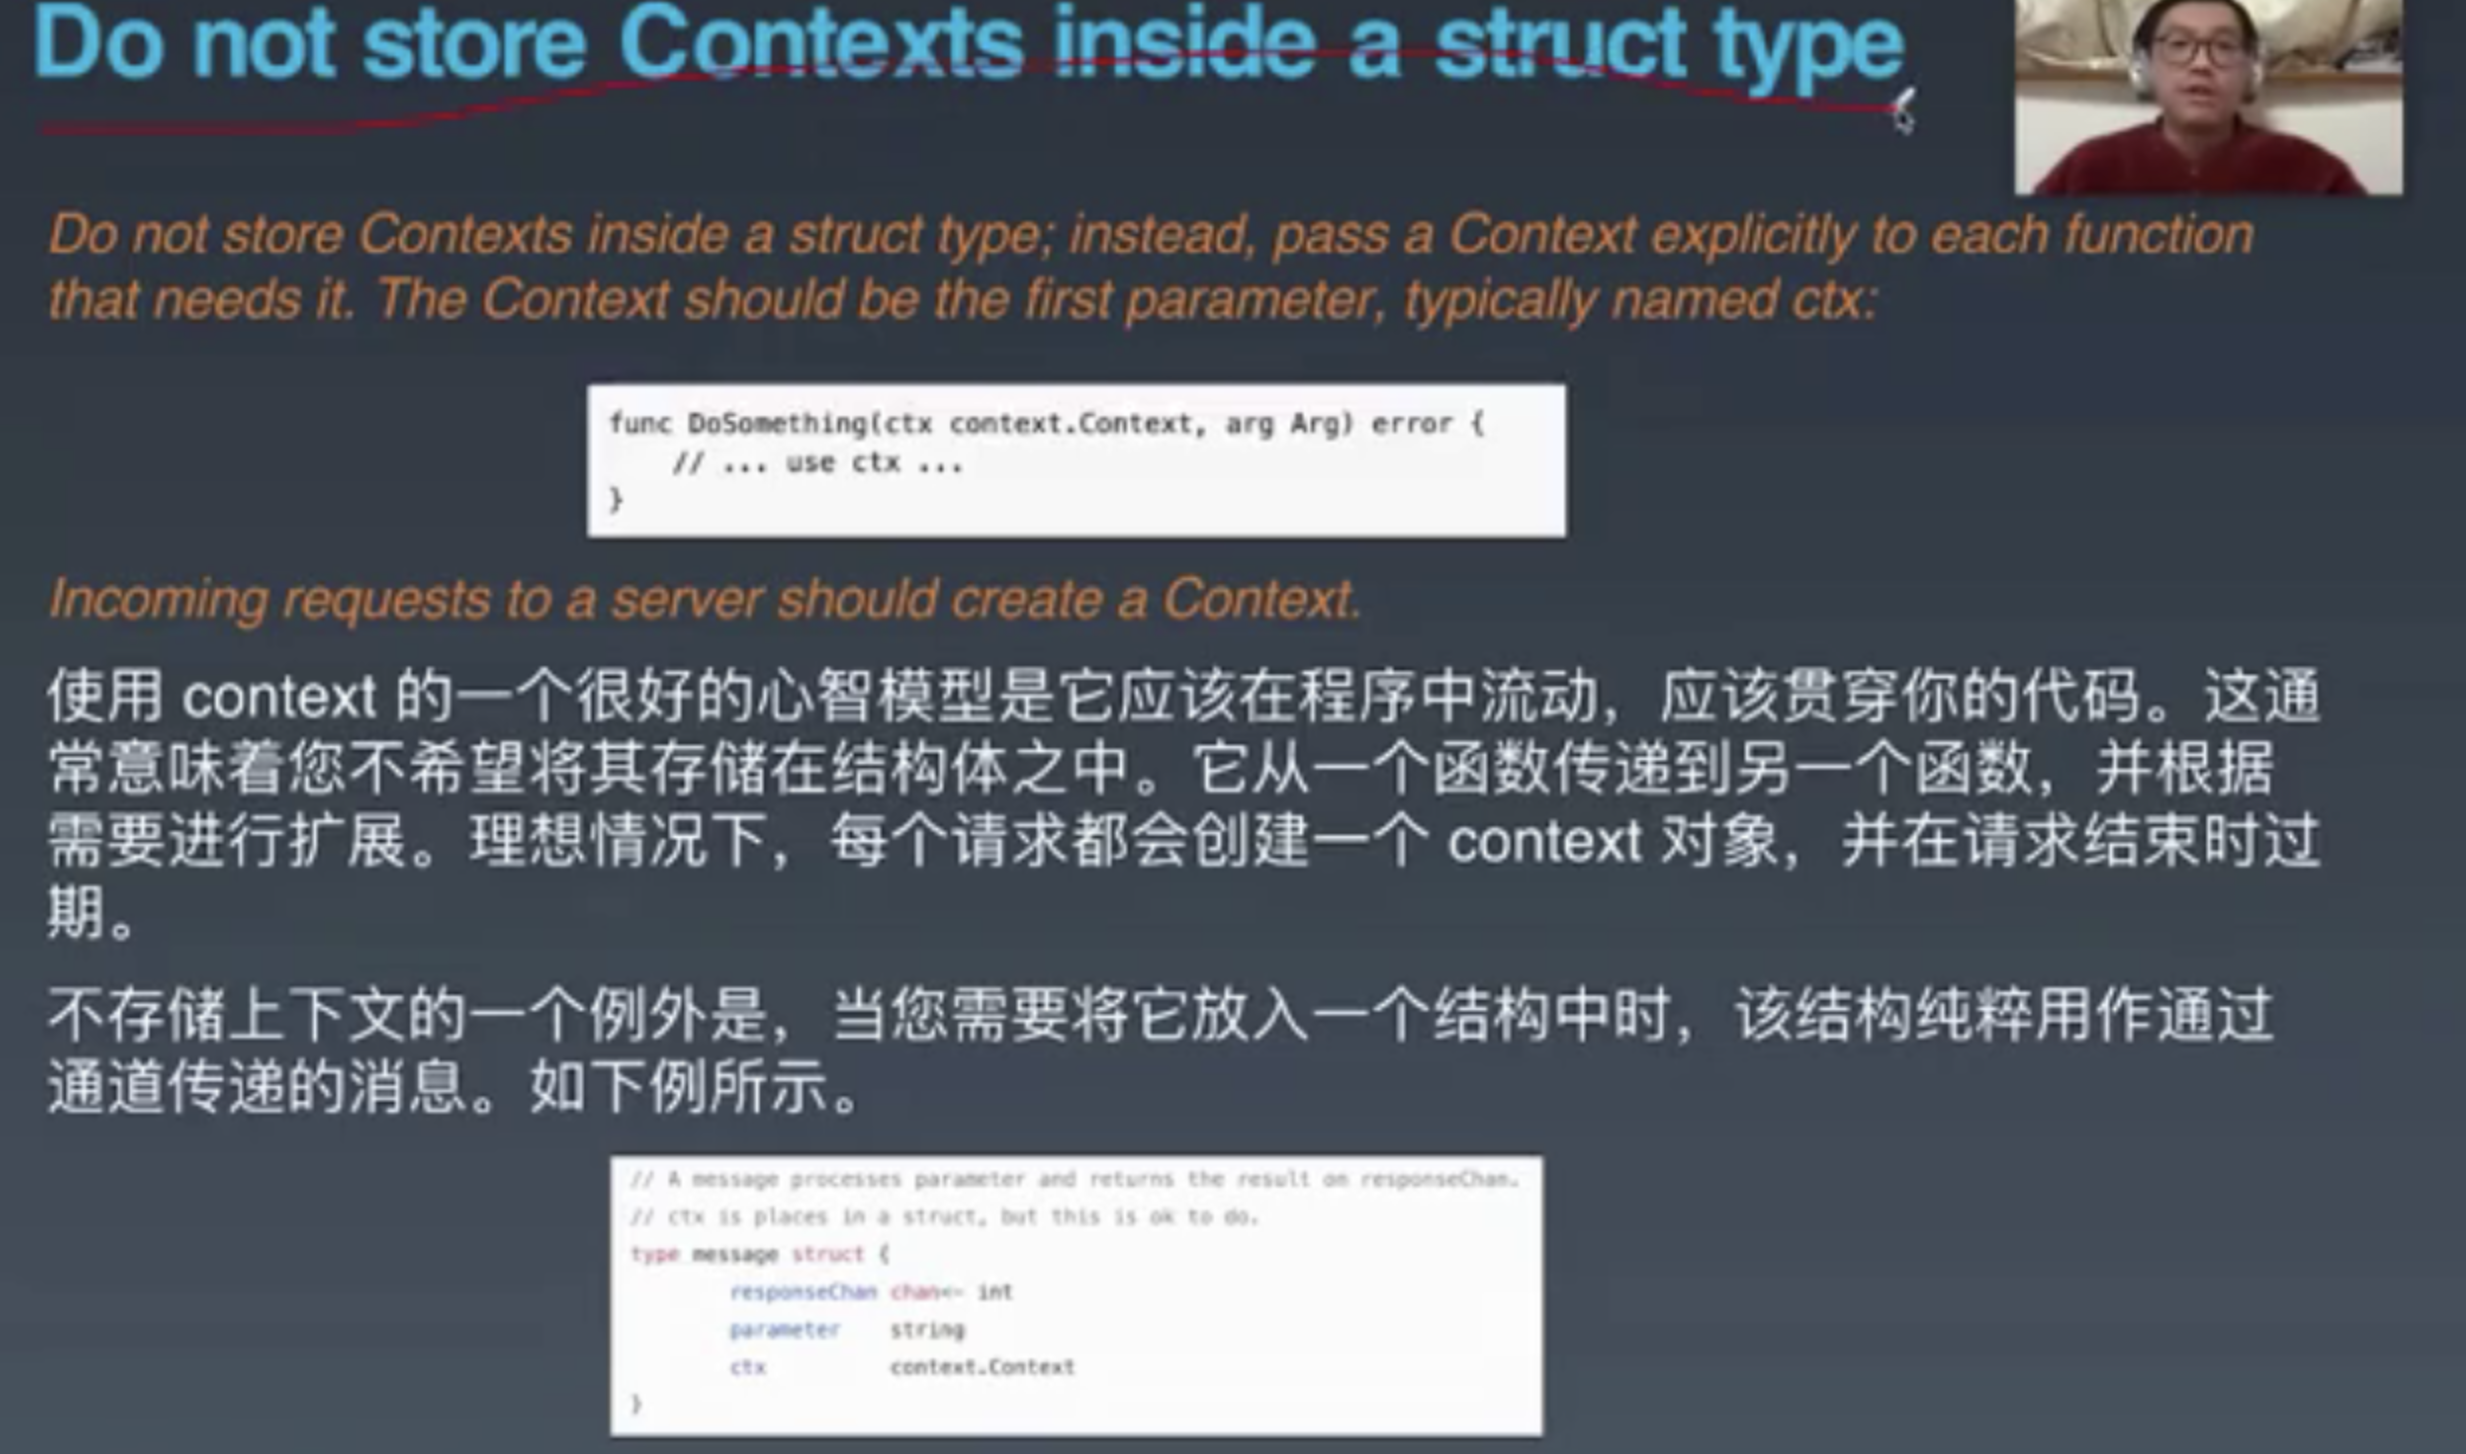 Do not store Contexts inside a struct type
Do not store Contexts inside a struct type; instead, pass a Context explicitly to each function
that needs it. The Context should be the first parameter, typically named ctx:
func DoSomething(ctx context.Context, arg Arg) error {
    // ... use ctx ...
}
Incoming requests to a server should create a Context.
使用 context 的一个很好的心智模型是它应该在程序中流动，应该贯穿你的代码。这通
常意味着您不希望将其存储在结构体之中。它从一个函数传递到另一个函数，并根据
需要进行扩展。理想情况下，每个请求都会创建一个 context 对象，并在请求结束时过
期。
不存储上下文的一个例外是，当您需要将它放入一个结构中时，该结构纯粹用作通过
通道传递的消息。如下例所示。
// A message processes parameter and returns the result on responseChan.
// ctx is places in a struct, but this is ok to do.
type message struct {
        responseChan chan<- int
        parameter    string
        ctx          context.Context
}